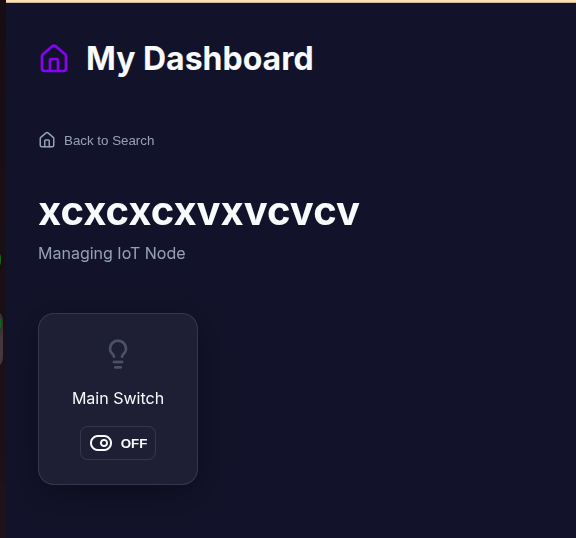 My Dashboard
Back to Search
xcxcxcxvxvcvcv
Managing IoT Node
Main Switch
OFF